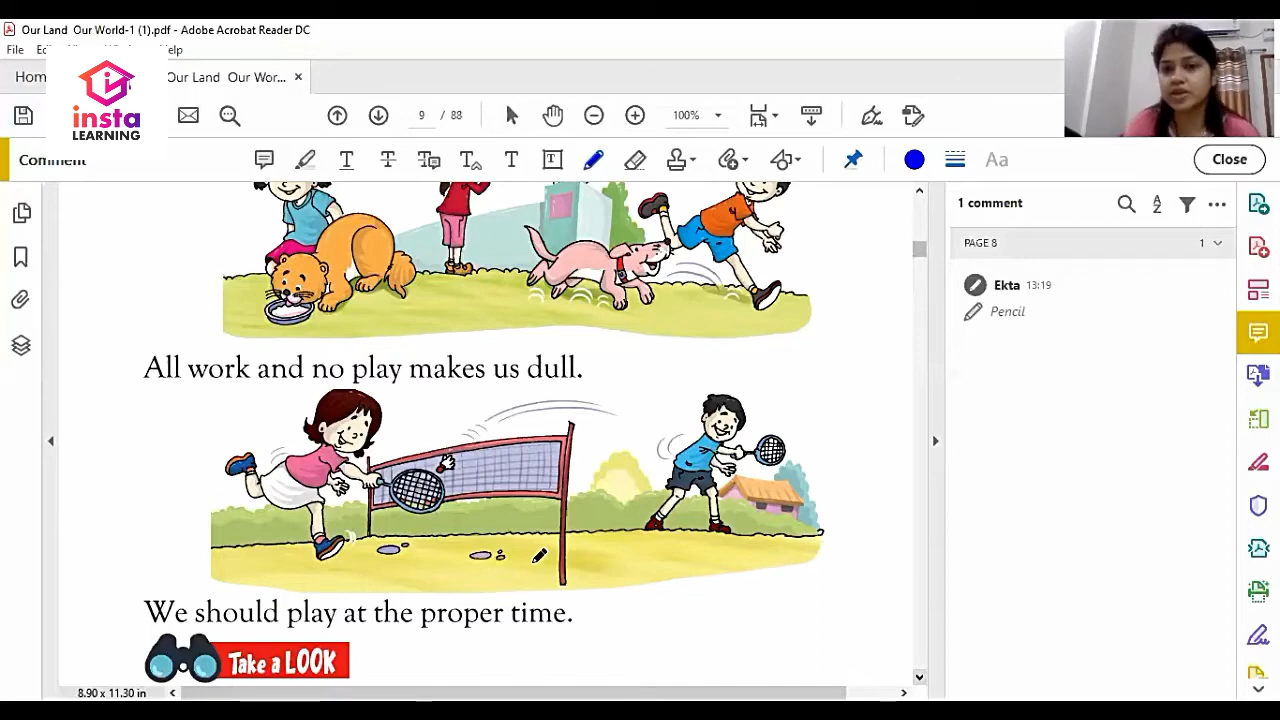 Our Land Our World-1 (1).pdf - Adobe Acrobat Reader DC
File
Hom
Our Land Our Wor...
insta
LEARNING
9 / 88
100%
Comment
Aa
Close
1 comment
PAGE 8
1
Ekta 13:19
Pencil
All work and no play makes us dull.
We should play at the proper time.
Take a LOOK
8.90 x 11.30 in